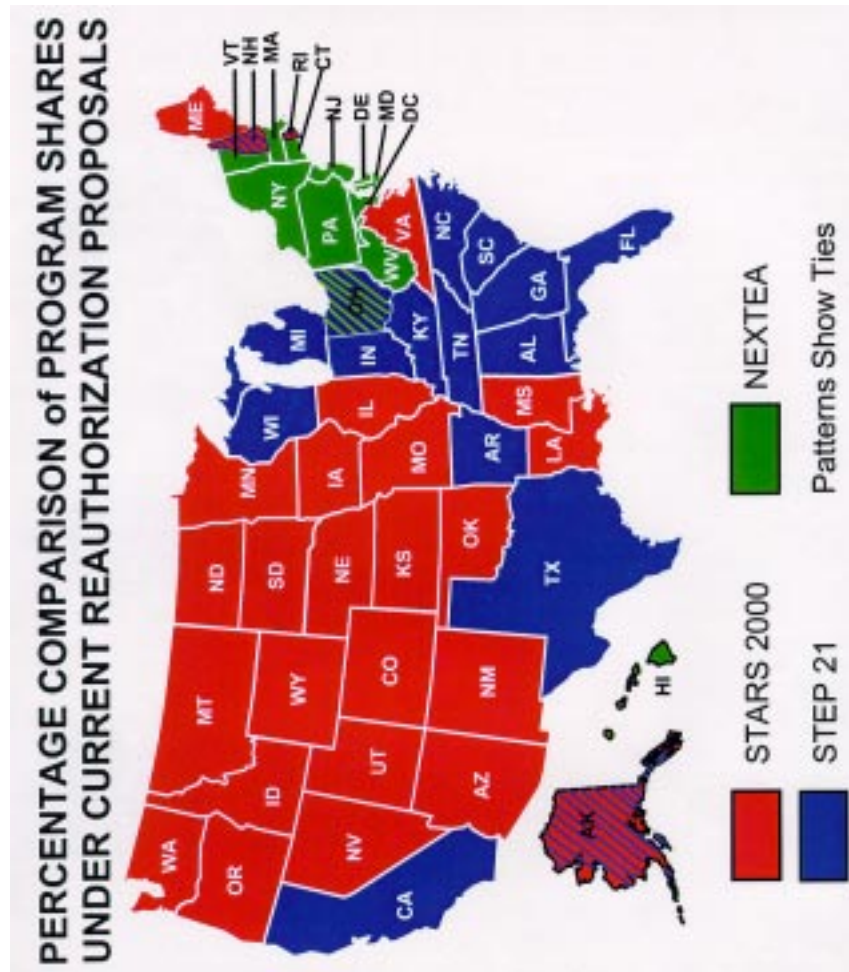 PERCENTAGE COMPARISON of PROGRAM SHARES
UNDER CURRENT REAUTHORIZATION PROPOSALS
WA
MT
ND
MN
ME
VT
NH
MA
RI
CT
OR
ID
WY
SD
WI
MI
NY
NJ
DE
MD
DC
NV
UT
CO
NE
IA
IL
IN
OH
PA
WV
VA
CA
AZ
NM
KS
MO
KY
NC
TN
SC
OK
AR
TX
LA
MS
AL
GA
FL
AK
HI
STARS 2000
NEXTEA
STEP 21
Patterns Show Ties